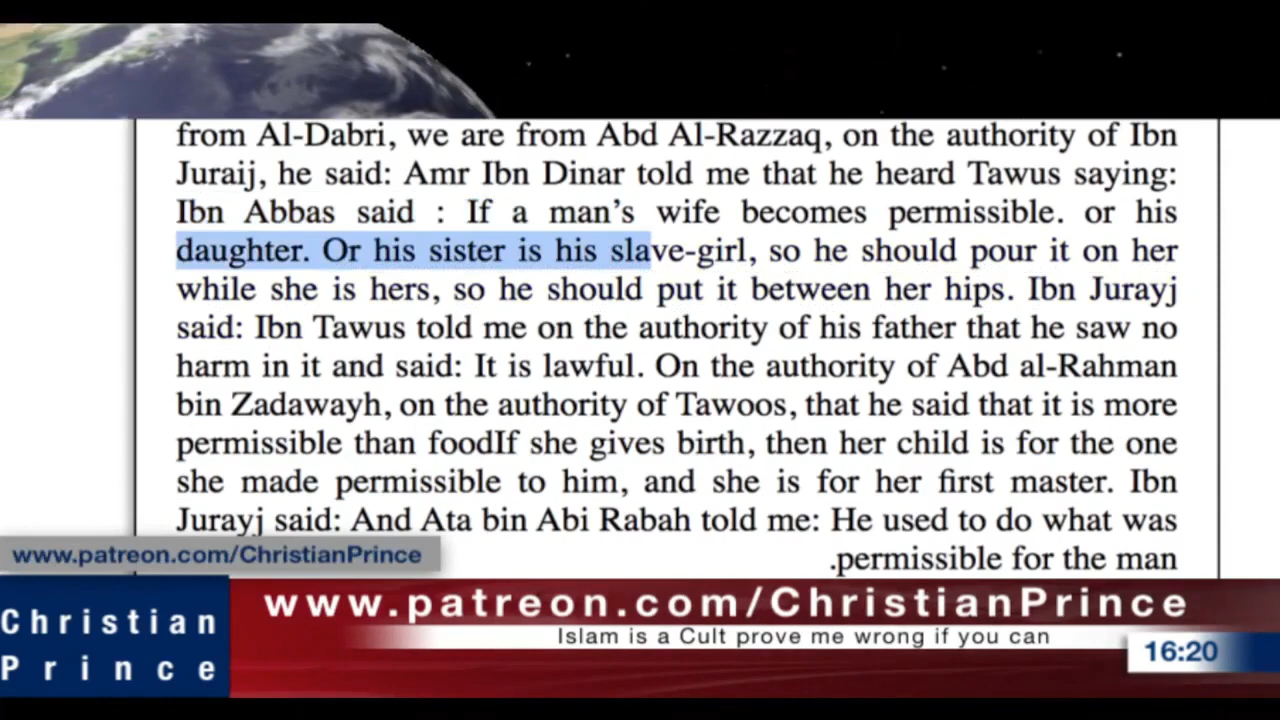 from Al-Dabri, we are from Abd Al-Razzaq, on the authority of Ibn
Juraij, he said: Amr Ibn Dinar told me that he heard Tawus saying:
Ibn Abbas said : If a man's wife becomes permissible. or his
daughter. Or his sister is his slave-girl, so he should pour it on her
while she is hers, so he should put it between her hips. Ibn Jurayj
said: Ibn Tawus told me on the authority of his father that he saw no
harm in it and said: It is lawful. On the authority of Abd al-Rahman
bin Zadawayh, on the authority of Tawoos, that he said that it is more
permissible than foodIf she gives birth, then her child is for the one
she made permissible to him, and she is for her first master. Ibn
Jurayj said: And Ata bin Abi Rabah told me: He used to do what was
.permissible for the man
www.patreon.com/ChristianPrince
www.patreon.com/ChristianPrince
Islam is a Cult prove me wrong if you can
Christian
Prince
16:20